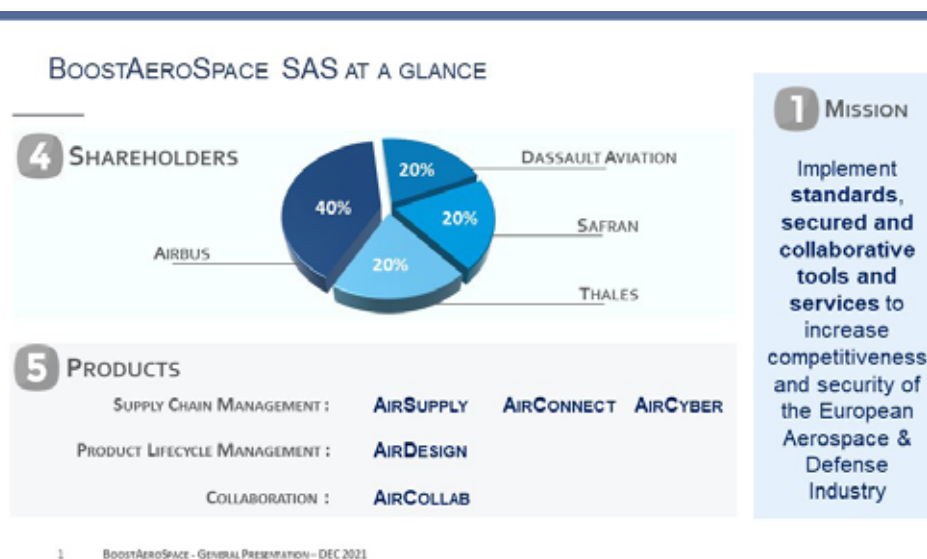 BOOSTAEROSPACE SAS AT A GLANCE
4 SHAREHOLDERS
20%
DASSAULT AVIATION
40%
20%
SAFRAN
AIRBUS
20%
THALES
5 PRODUCTS
SUPPLY CHAIN MANAGEMENT : AIRSUPPLY AIRCONNECT AIRCYBER
PRODUCT LIFECYCLE MANAGEMENT : AIRDESIGN
COLLABORATION : AIRCOLLAB
1 MISSION
Implement
standards,
secured and
collaborative
tools and
services to
increase
competitiveness
and security of
the European
Aerospace &
Defense
Industry
1 BOOSTAEROSPACE - GENERAL PRESENTATION – DEC 2021